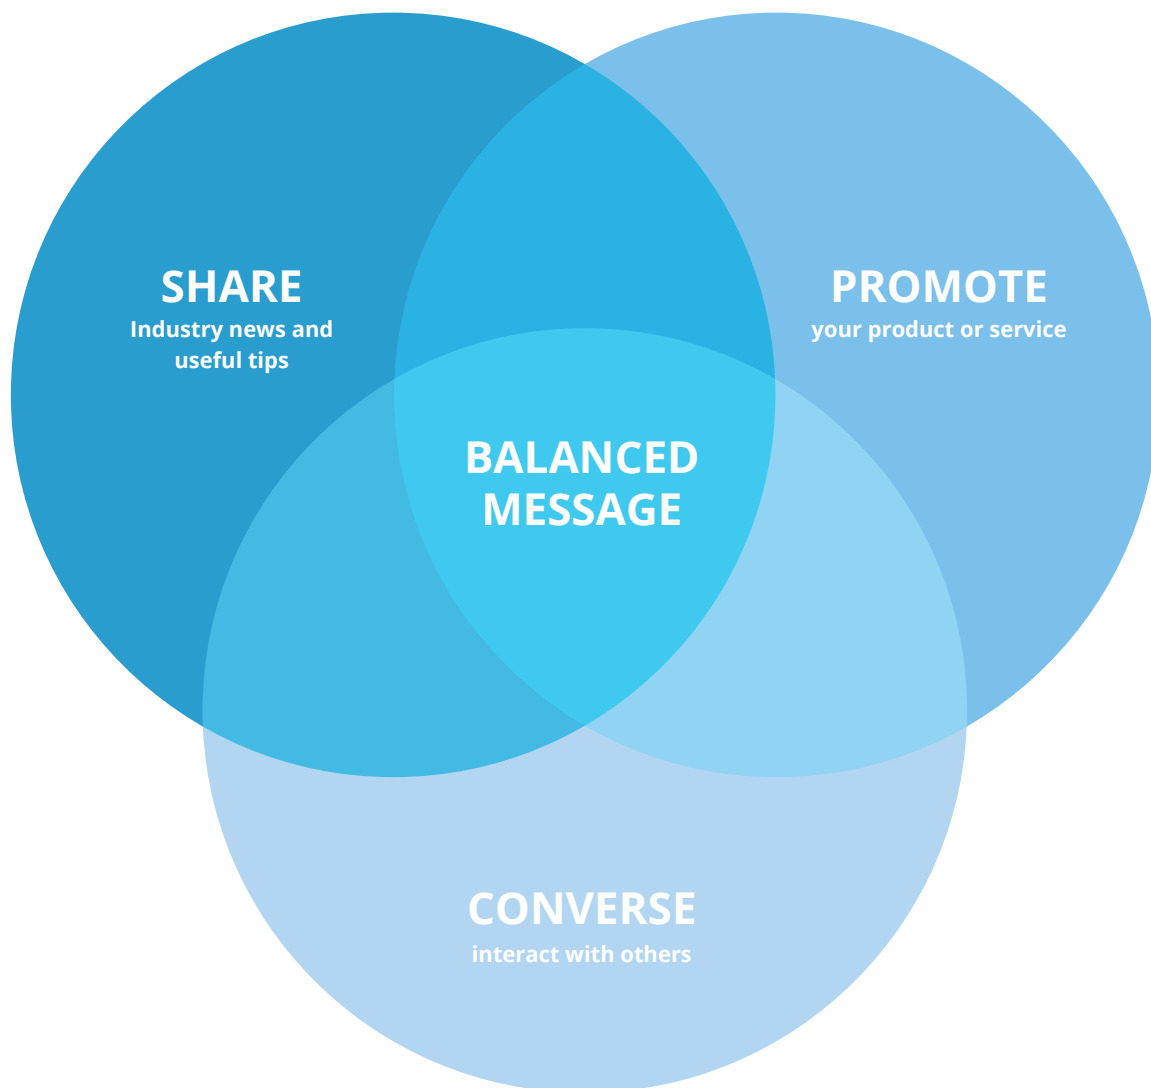 SHARE
Industry news and
useful tips
PROMOTE
your product or service
BALANCED
MESSAGE
CONVERSE
interact with others